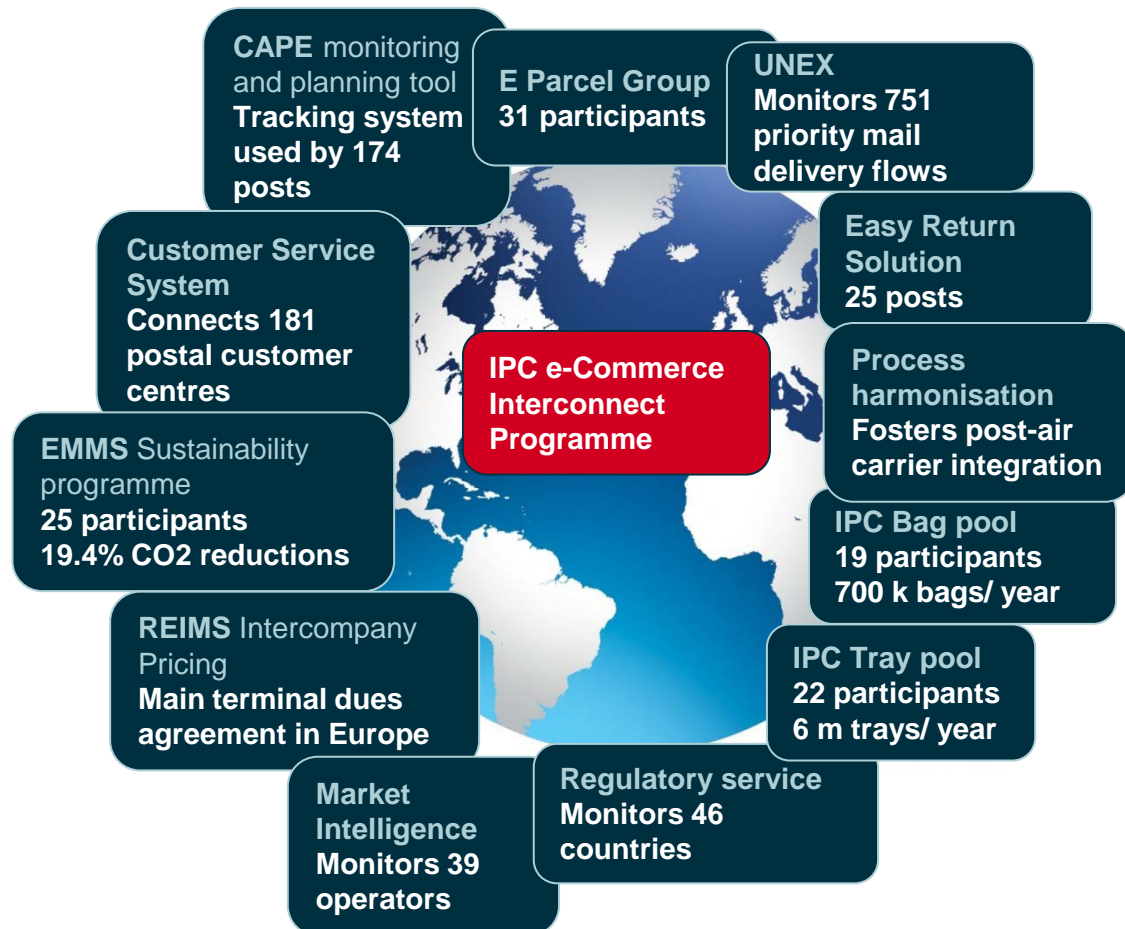 CAPE monitoring
and planning tool
Tracking system
used by 174
posts
E Parcel Group
31 participants
UNEX
Monitors 751
priority mail
delivery flows
Easy Return
Solution
25 posts
Customer Service
System
Connects 181
postal customer
centres
IPC e-Commerce
Interconnect
Programme
Process
harmonisation
Fosters post-air
carrier integration
EMMS Sustainability
programme
25 participants
19.4% CO2 reductions
IPC Bag pool
19 participants
700 k bags/ year
REIMS Intercompany
Pricing
Main terminal dues
agreement in Europe
IPC Tray pool
22 participants
6 m trays/ year
Market
Intelligence
Monitors 39
operators
Regulatory service
Monitors 46
countries